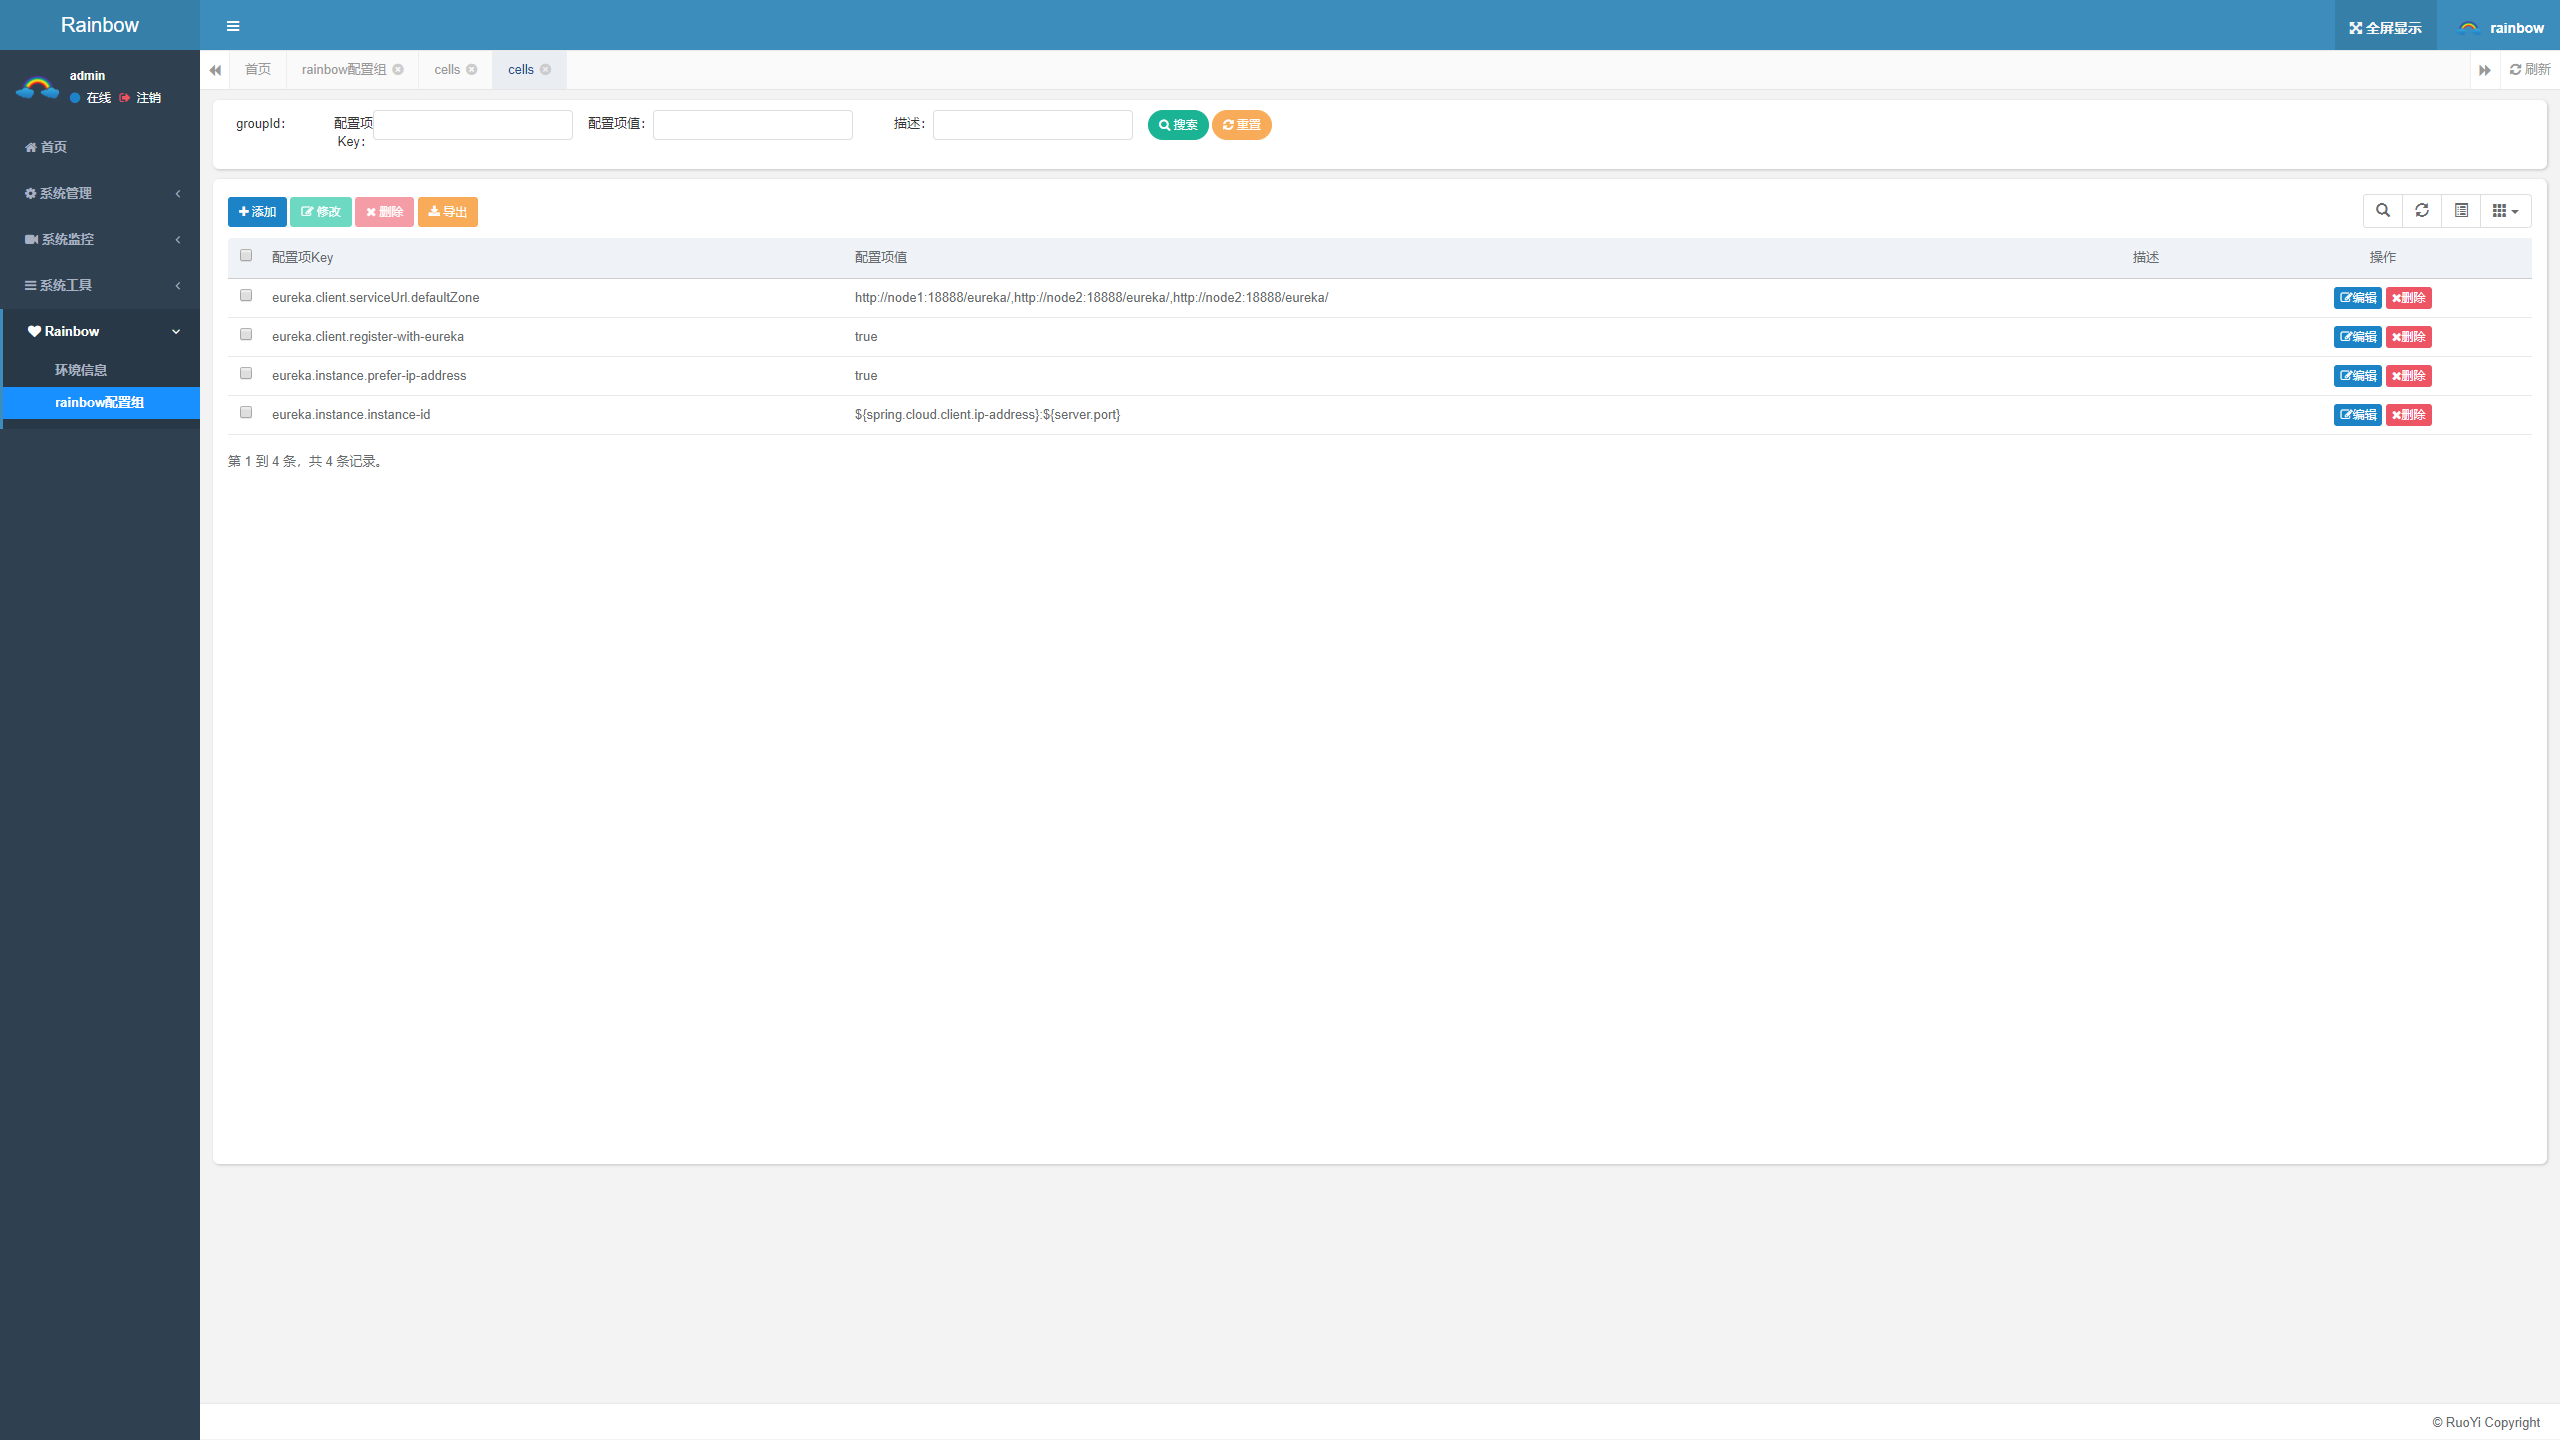 Rainbow
全屏显示
rainbow
admin
在线 注销
首页
系统管理
系统监控
系统工具
Rainbow
环境信息
rainbow配置组
首页 rainbow配置组 cells cells 刷新
groupId: 配置项Key: 配置项值: 描述: 搜索 重置
添加 修改 删除 导出
配置项Key 配置项值 描述 操作
eureka.client.serviceUrl.defaultZone http://node1:18888/eureka/,http://node2:18888/eureka/,http://node2:18888/eureka/ 编辑 删除
eureka.client.register-with-eureka true 编辑 删除
eureka.instance.prefer-ip-address true 编辑 删除
eureka.instance.instance-id ${spring.cloud.client.ip-address}:${server.port} 编辑 删除
第 1 到 4 条，共 4 条记录。
© RuoYi Copyright